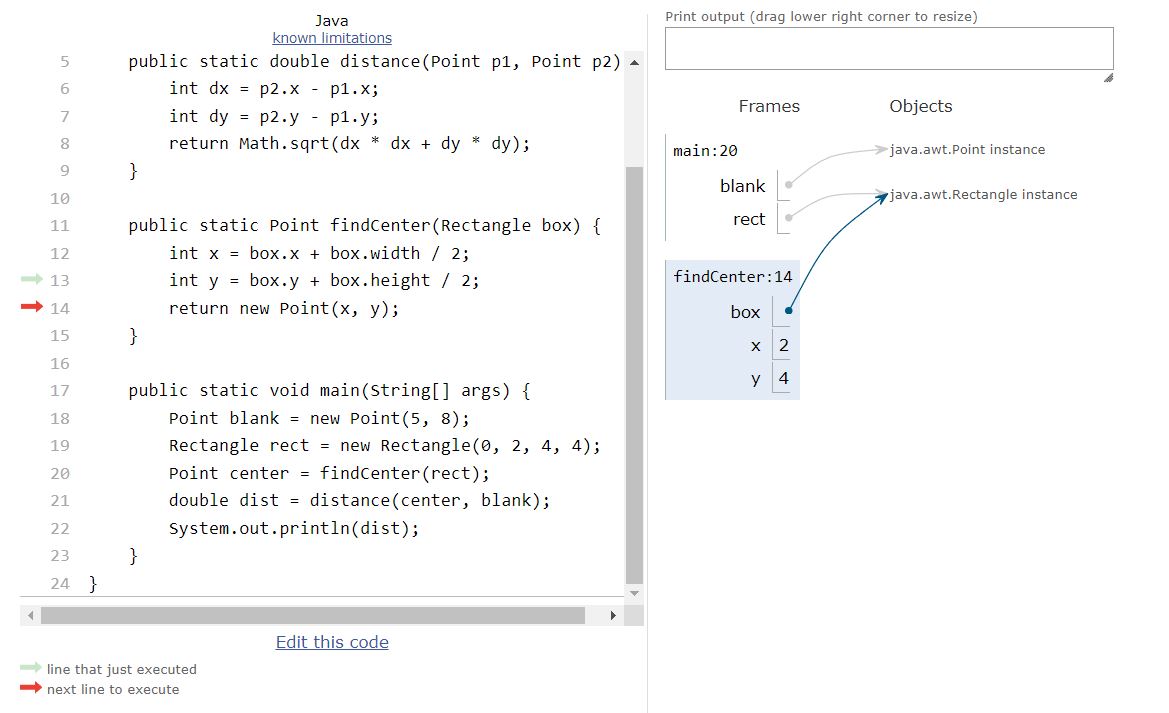 Java
known limitations
5 public static double distance(Point p1, Point p2)
6 int dx = p2.x - p1.x;
7 int dy = p2.y - p1.y;
8 return Math.sqrt(dx * dx + dy * dy);
9 }
10
11 public static Point findCenter(Rectangle box) {
12 int x = box.x + box.width / 2;
13 int y = box.y + box.height / 2;
14 return new Point(x, y);
15 }
16
17 public static void main(String[] args) {
18 Point blank = new Point(5, 8);
19 Rectangle rect = new Rectangle(0, 2, 4, 4);
20 Point center = findCenter(rect);
21 double dist = distance(center, blank);
22 System.out.println(dist);
23 }
24 }
Edit this code
line that just executed
next line to execute
Print output (drag lower right corner to resize)
Frames Objects
main:20
java.awt.Point instance
blank
java.awt.Rectangle instance
rect
findCenter:14
box
x 2
y 4